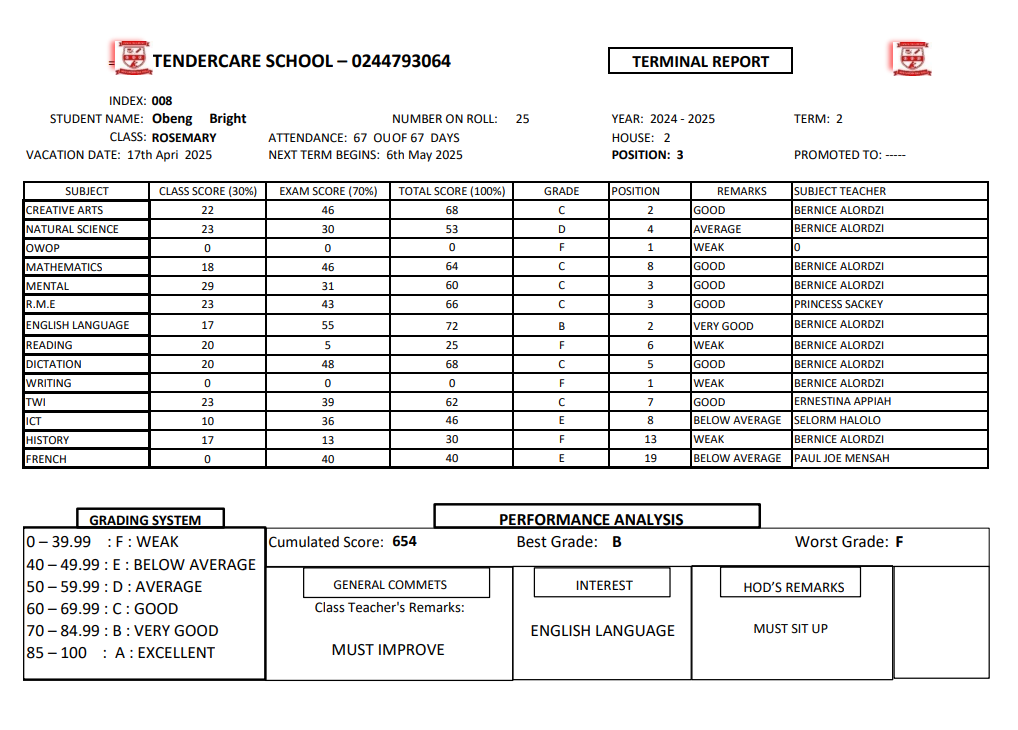 TENDERCARE SCHOOL – 0244793064 TERMINAL REPORT
INDEX: 008
STUDENT NAME: Obeng Bright NUMBER ON ROLL: 25 YEAR: 2024 - 2025 TERM: 2
CLASS: ROSEMARY ATTENDANCE: 67 OUOF 67 DAYS HOUSE: 2
VACATION DATE: 17th Apri 2025 NEXT TERM BEGINS: 6th May 2025 POSITION: 3 PROMOTED TO: -----
SUBJECT CLASS SCORE (30%) EXAM SCORE (70%) TOTAL SCORE (100%) GRADE POSITION REMARKS SUBJECT TEACHER
CREATIVE ARTS 22 46 68 C 2 GOOD BERNICE ALORDZI
NATURAL SCIENCE 23 30 53 D 4 AVERAGE BERNICE ALORDZI
OWOP 0 0 0 F 1 WEAK 0
MATHEMATICS 18 46 64 C 8 GOOD BERNICE ALORDZI
MENTAL 29 31 60 C 3 GOOD BERNICE ALORDZI
R.M.E 23 43 66 C 3 GOOD PRINCESS SACKEY
ENGLISH LANGUAGE 17 55 72 B 2 VERY GOOD BERNICE ALORDZI
READING 20 5 25 F 6 WEAK BERNICE ALORDZI
DICTATION 20 48 68 C 5 GOOD BERNICE ALORDZI
WRITING 0 0 0 F 1 WEAK BERNICE ALORDZI
TWI 23 39 62 C 7 GOOD ERNESTINA APPIAH
ICT 10 36 46 E 8 BELOW AVERAGE SELORM HALOLO
HISTORY 17 13 30 F 13 WEAK BERNICE ALORDZI
FRENCH 0 40 40 E 19 BELOW AVERAGE PAUL JOE MENSAH
GRADING SYSTEM
0 – 39.99 : F : WEAK
40 – 49.99 : E : BELOW AVERAGE
50 – 59.99 : D : AVERAGE
60 – 69.99 : C : GOOD
70 – 84.99 : B : VERY GOOD
85 – 100 : A : EXCELLENT
PERFORMANCE ANALYSIS
Cumulated Score: 654 Best Grade: B Worst Grade: F
GENERAL COMMETS
Class Teacher's Remarks:
MUST IMPROVE
INTEREST
ENGLISH LANGUAGE
HOD’S REMARKS
MUST SIT UP